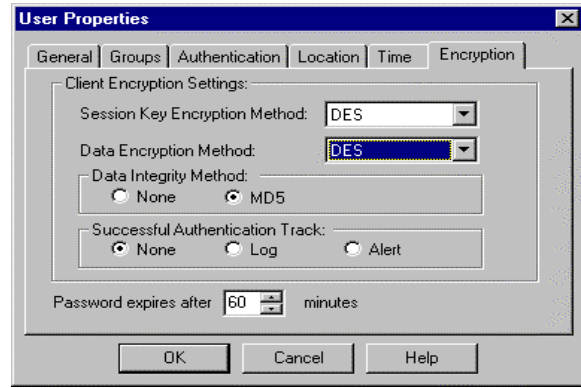 User Properties
General Groups Authentication Location Time Encryption
Client Encryption Settings:
Session Key Encryption Method: DES
Data Encryption Method: DES
Data Integrity Method:
None MD5
Successful Authentication Track:
None Log Alert
Password expires after 60 minutes
OK Cancel Help